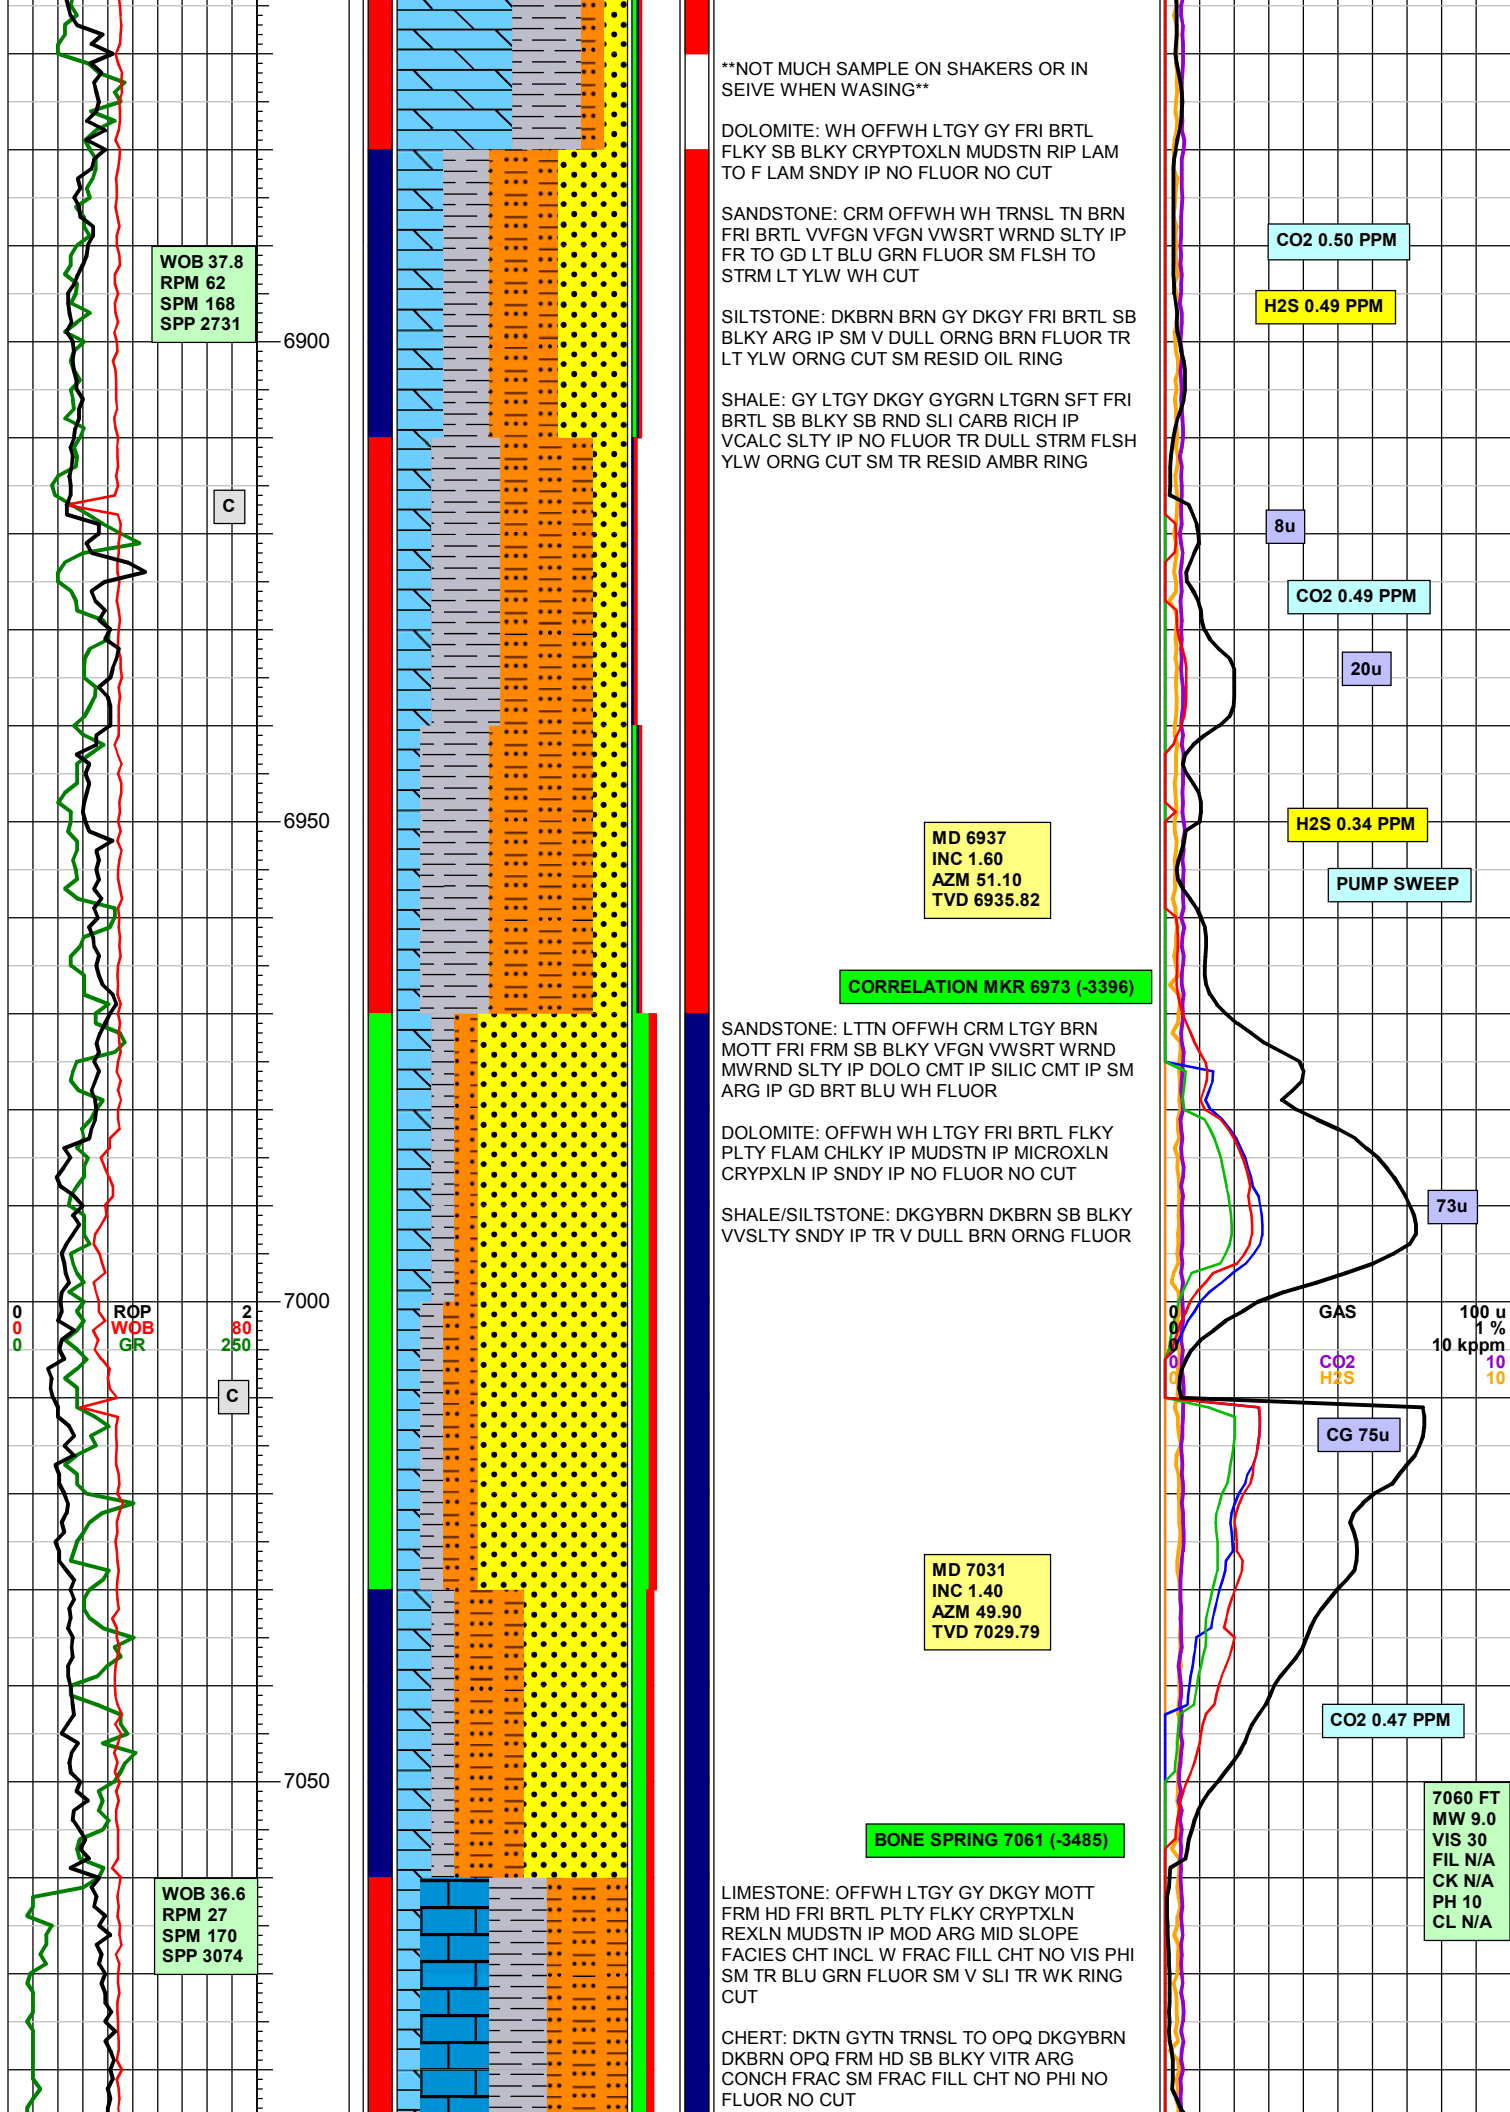 **NOT MUCH SAMPLE ON SHAKERS OR IN
SEIVE WHEN WASING**
DOLOMITE: WH OFFWH LTGY GY FRI BRTL
FLKY SB BLKY CRYPTOXLN MUDSTN RIP LAM
TO F LAM SNDY IP NO FLUOR NO CUT
SANDSTONE: CRM OFFWH WH TRNSL TN BRN
FRI BRTL VVFGN VFGN VWSRT WRND SLTY IP
FR TO GD LT BLU GRN FLUOR SM FLSH TO
STRM LT YLW WH CUT
SILTSTONE: DKBRN BRN GY DKGY FRI BRTL SB
BLKY ARG IP SM V DULL ORNG BRN FLUOR TR
LT YLW ORNG CUT SM RESID OIL RING
SHALE: GY LTGY DKGY GYGRN LTGRN SFT FRI
BRTL SB BLKY SB RND SLI CARB RICH IP
VCALC SLTY IP NO FLUOR TR DULL STRM FLSH
YLW ORNG CUT SM TR RESID AMBR RING
CO2 0.50 PPM
H2S 0.49 PPM
WOB 37.8
RPM 62
SPM 168
SPP 2731
6900
C
8u
CO2 0.49 PPM
20u
6950
MD 6937
INC 1.60
AZM 51.10
TVD 6935.82
H2S 0.34 PPM
PUMP SWEEP
CORRELATION MKR 6973 (-3396)
SANDSTONE: LTTN OFFWH CRM LTGY BRN
MOTT FRI FRM SB BLKY VFGN VWSRT WRND
MWRND SLTY IP DOLO CMT IP SILIC CMT IP SM
ARG IP GD BRT BLU WH FLUOR
DOLOMITE: OFFWH WH LTGY FRI BRTL FLKY
PLTY FLAM CHLKY IP MUDSTN IP MICROXLN
CRYPXLN IP SNDY IP NO FLUOR NO CUT
SHALE/SILTSTONE: DKGYBRN DKBRN SB BLKY
VVSLTY SNDY IP TR V DULL BRN ORNG FLUOR
73u
7000
0 ROP 2
0 WOB 80
0 GR 250
0 GAS 100 u
0 1 %
0 10 kppm
0 CO2 10
0 H2S 10
C
CG 75u
MD 7031
INC 1.40
AZM 49.90
TVD 7029.79
CO2 0.47 PPM
7050
7060 FT
MW 9.0
VIS 30
FIL N/A
CK N/A
PH 10
CL N/A
BONE SPRING 7061 (-3485)
WOB 36.6
RPM 27
SPM 170
SPP 3074
LIMESTONE: OFFWH LTGY GY DKGY MOTT
FRM HD FRI BRTL PLTY FLKY CRYPTXLN
REXLN MUDSTN IP MOD ARG MID SLOPE
FACIES CHT INCL W FRAC FILL CHT NO VIS PHI
SM TR BLU GRN FLUOR SM V SLI TR WK RING
CUT
CHERT: DKTN GYTN TRNSL TO OPQ DKGYBRN
DKBRN OPQ FRM HD SB BLKY VITR ARG
CONCH FRAC SM FRAC FILL CHT NO PHI NO
FLUOR NO CUT